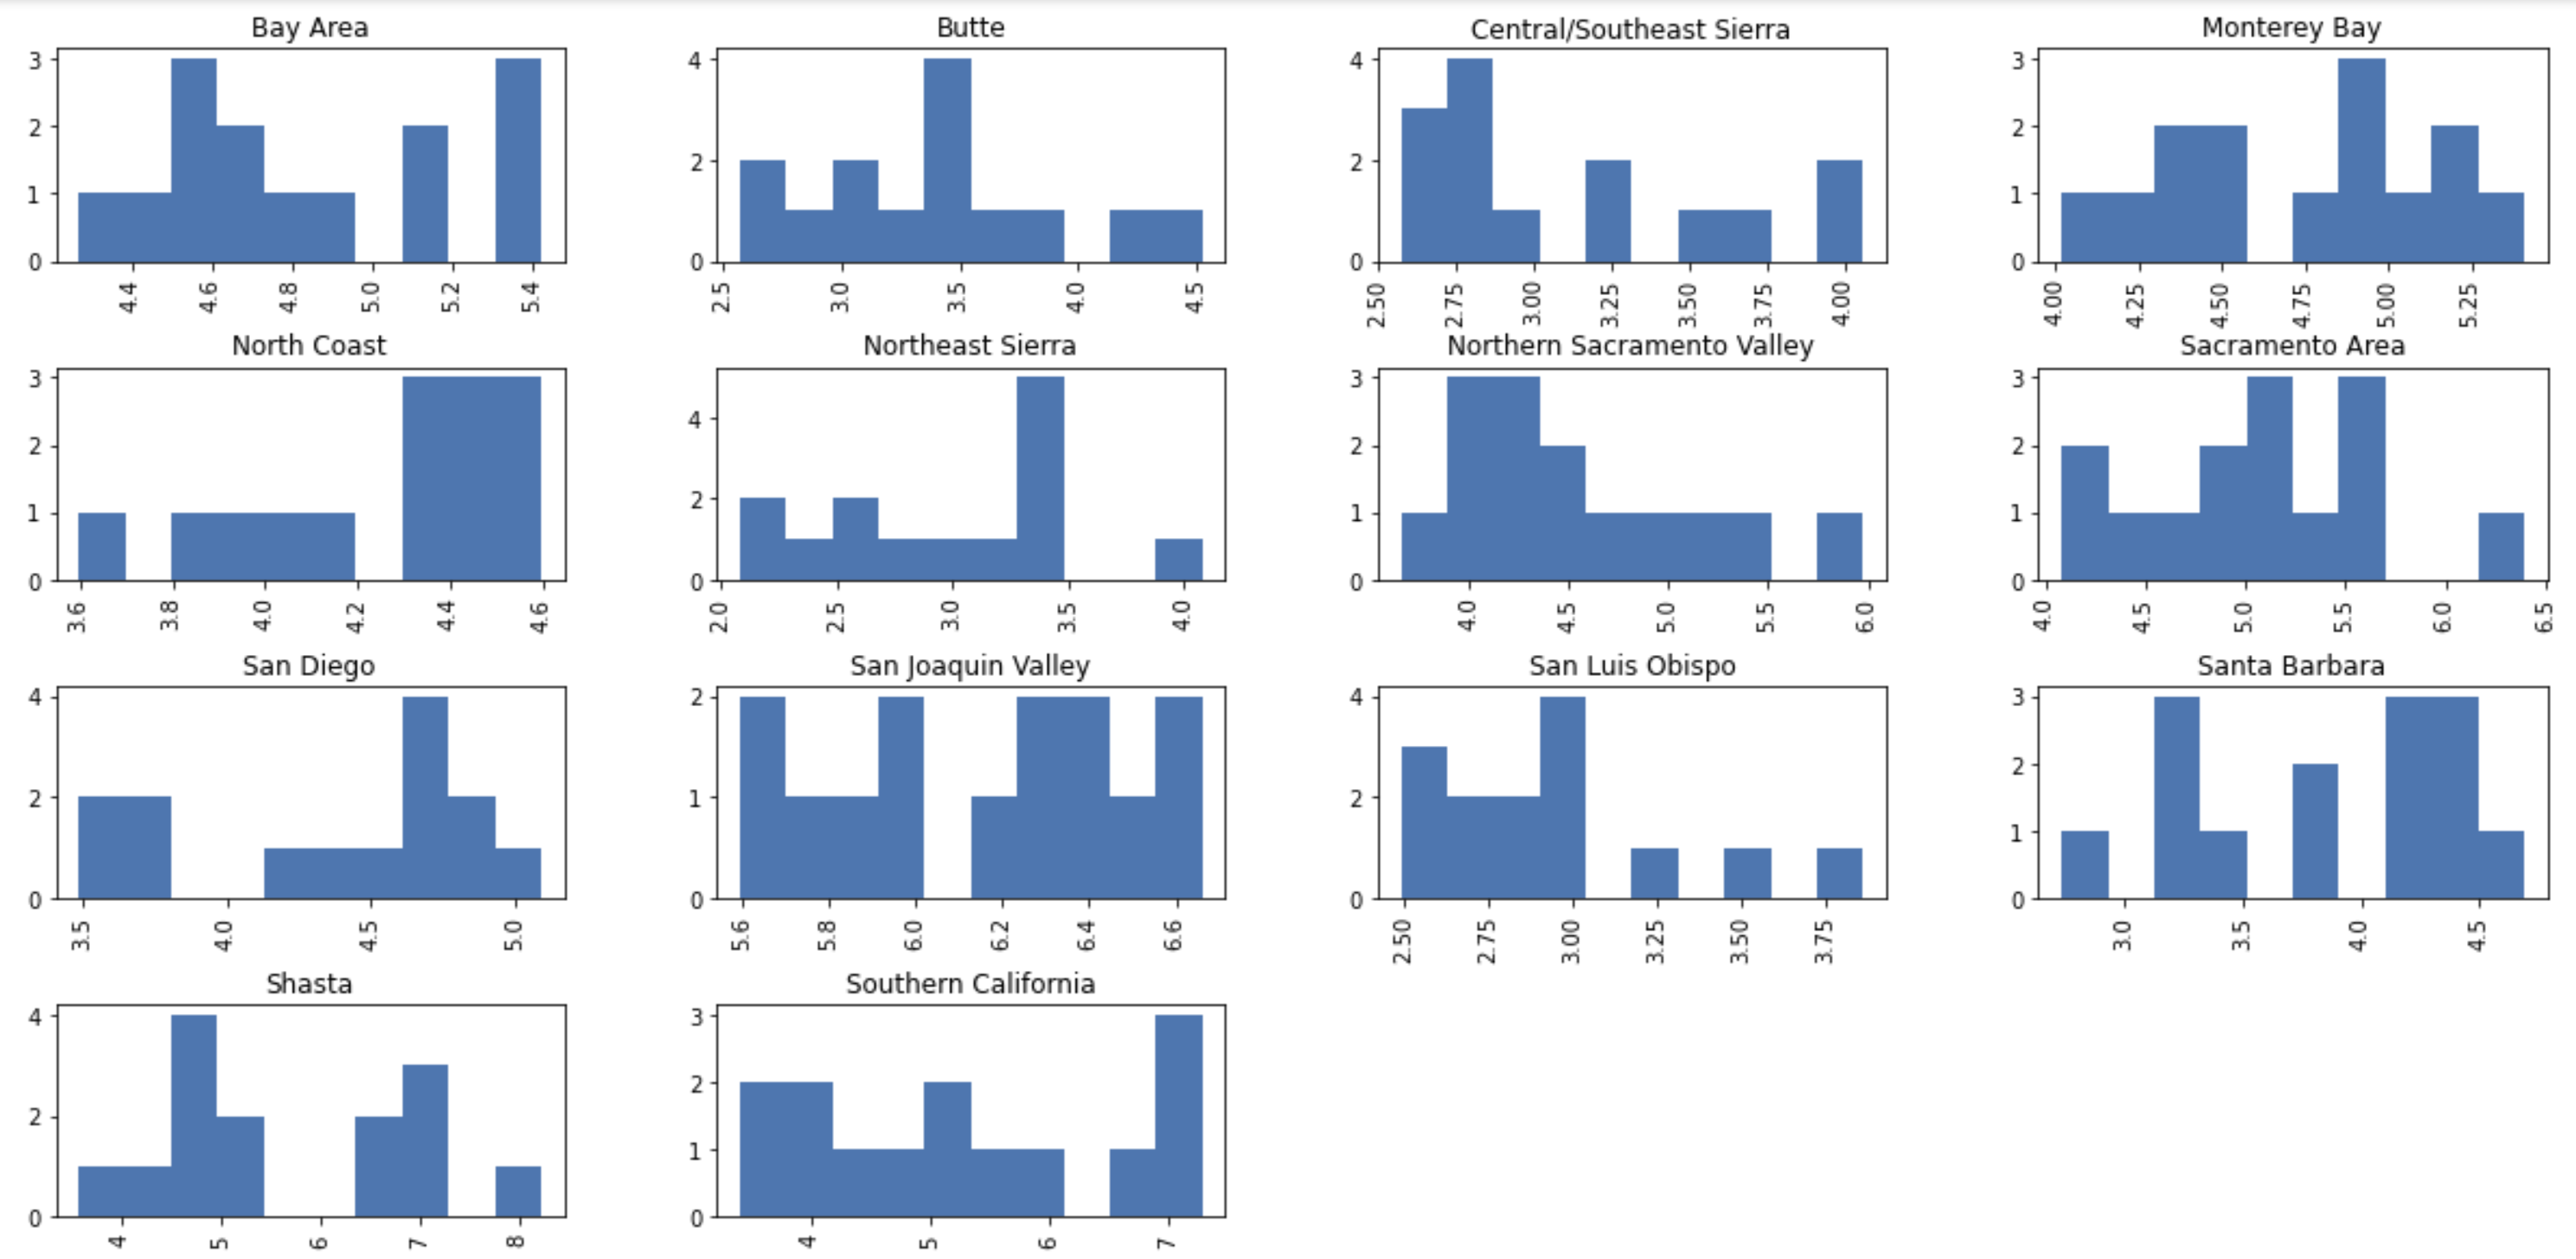 Bay Area
Butte
Central/Southeast Sierra
Monterey Bay
3
2
1
0
4
2
0
4
2
0
3
2
1
0
4.4 4.6 4.8 5.0 5.2 5.4
2.5 3.0 3.5 4.0 4.5
2.50 2.75 3.00 3.25 3.50 3.75 4.00
4.00 4.25 4.50 4.75 5.00 5.25
North Coast
Northeast Sierra
Northern Sacramento Valley
Sacramento Area
3
2
1
0
4
2
0
3
2
1
0
3
2
1
0
3.6 3.8 4.0 4.2 4.4 4.6
2.0 2.5 3.0 3.5 4.0
4.0 4.5 5.0 5.5 6.0
4.0 4.5 5.0 5.5 6.0 6.5
San Diego
San Joaquin Valley
San Luis Obispo
Santa Barbara
4
2
0
2
1
0
4
2
0
3
2
1
0
3.5 4.0 4.5 5.0
5.6 5.8 6.0 6.2 6.4 6.6
2.50 2.75 3.00 3.25 3.50 3.75
3.0 3.5 4.0 4.5
Shasta
Southern California
4
2
0
3
2
1
0
4 5 6 7 8
4 5 6 7